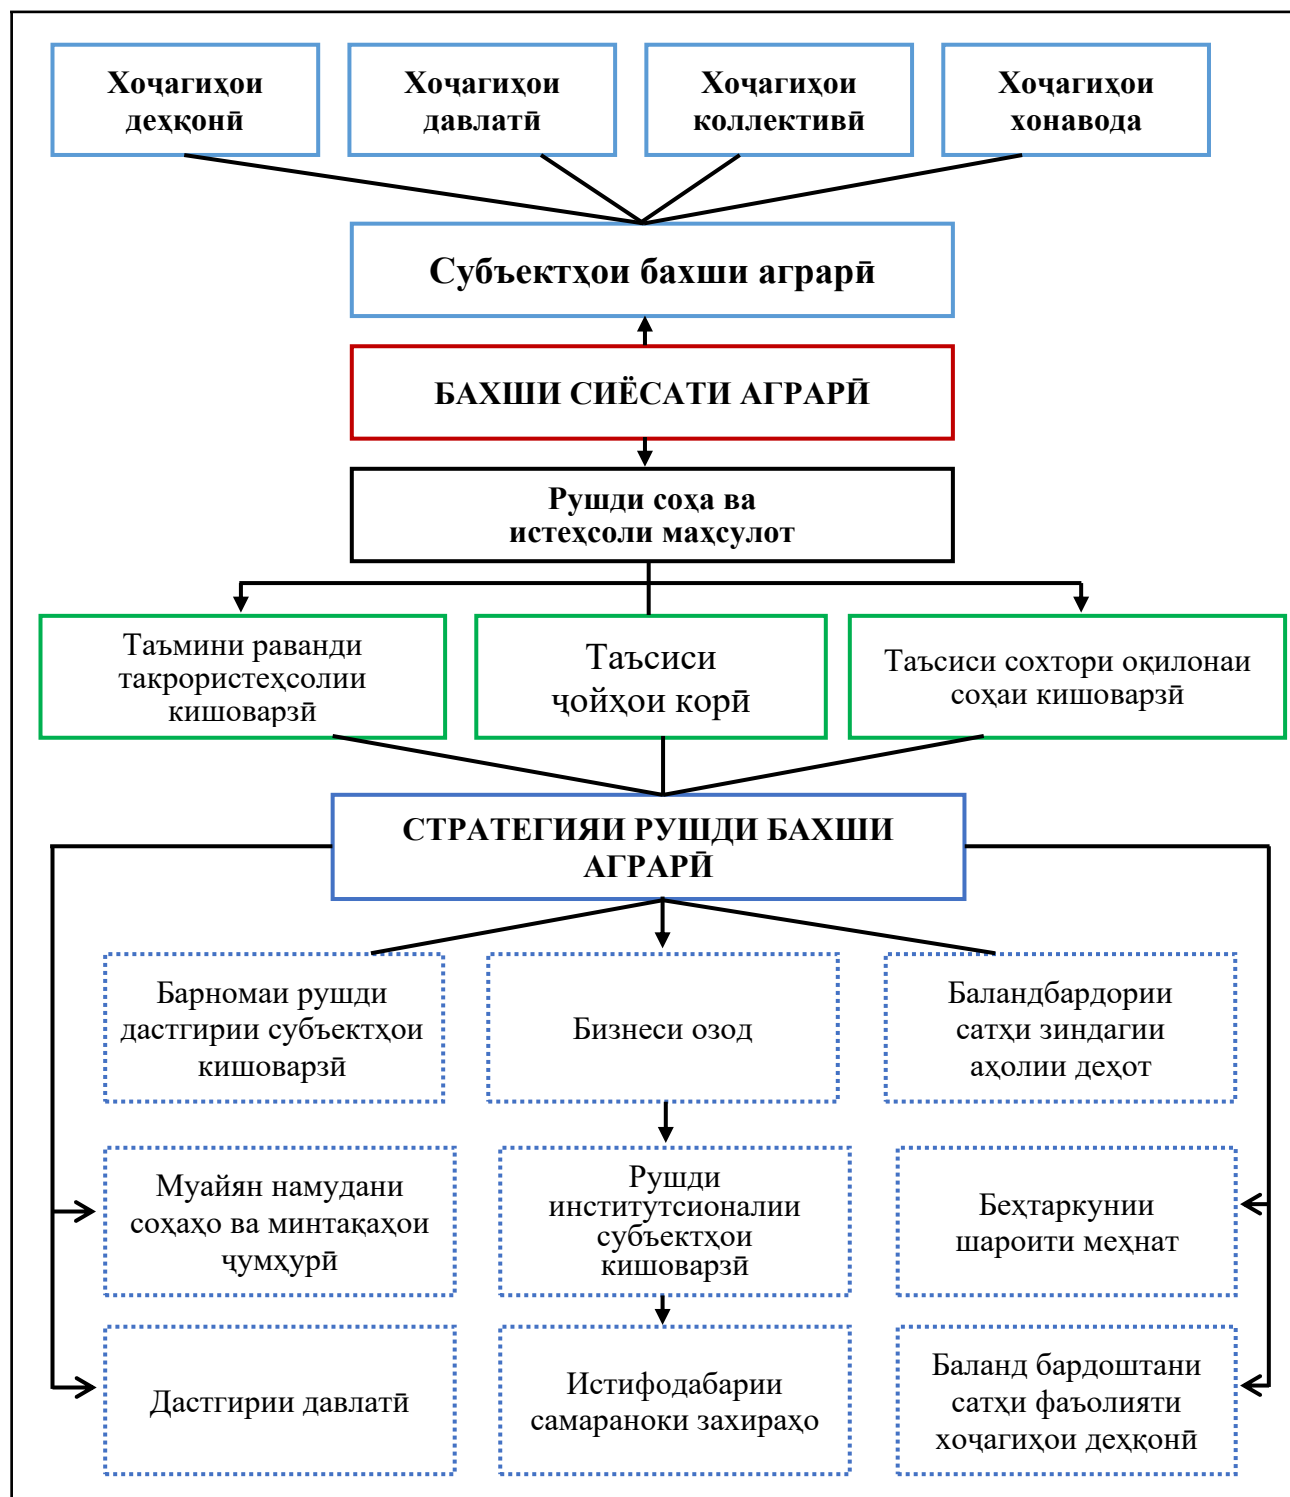 Хоҷагиҳои
деҳқонӣ
Хоҷагиҳои
давлатӣ
Хоҷагиҳои
коллективӣ
Хоҷагиҳои
хонавода
Субъектҳои бахши аграрӣ
БАХШИ СИЁСАТИ АГРАРӢ
Рушди соҳа ва
истеҳсоли маҳсулот
Таъмини раванди
такрористеҳсолии
кишоварзӣ
Таъсиси
ҷойҳои корӣ
Таъсиси сохтори оқилонаи
соҳаи кишоварзӣ
СТРАТЕГИЯИ РУШДИ БАХШИ
АГРАРӢ
Барномаи рушди
дастгирии субъектҳои
кишоварзӣ
Бизнеси озод
Баландбардории
сатҳи зиндагии
аҳолии деҳот
Муайян намудани
соҳаҳо ва минтақаҳои
ҷумҳурӣ
Рушди
институтсионалии
субъектҳои
кишоварзӣ
Беҳтаркунии
шароити меҳнат
Дастгирии давлатӣ
Истифодабарии
самараноки захираҳо
Баланд бардоштани
сатҳи фаъолияти
хоҷагиҳои деҳқонӣ